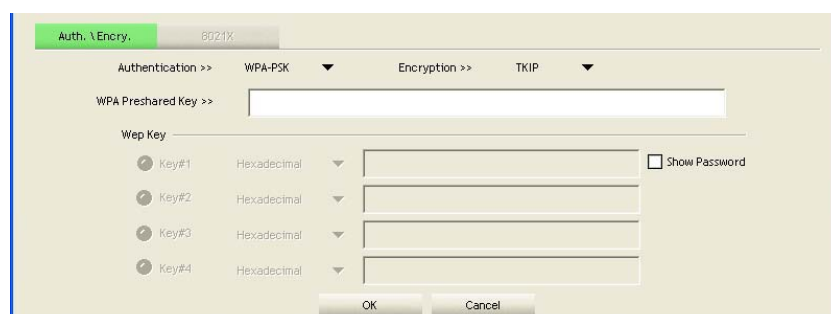 Auth. \ Encry. 8021X
Authentication >> WPA-PSK Encryption >> TKIP
WPA Preshared Key >>
Wep Key
Key#1 Hexadecimal Show Password
Key#2 Hexadecimal
Key#3 Hexadecimal
Key#4 Hexadecimal
OK Cancel